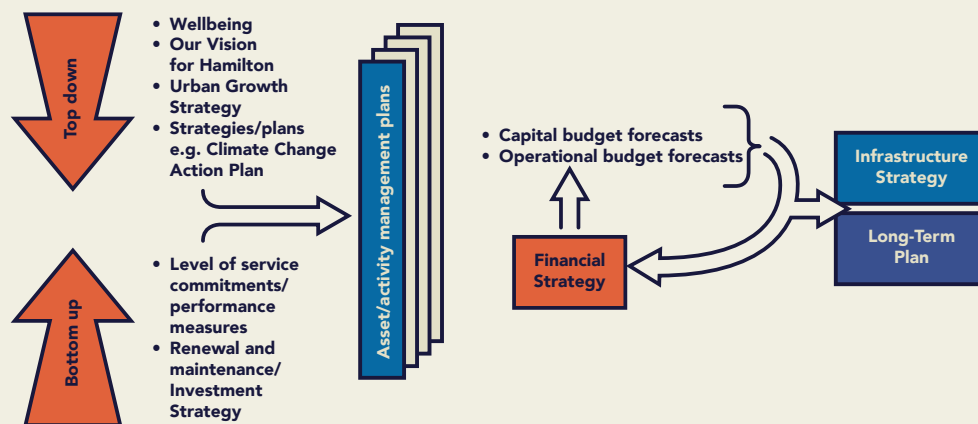 Top down
• Wellbeing
• Our Vision
for Hamilton
• Urban Growth
Strategy
• Strategies/plans
e.g. Climate Change
Action Plan
Bottom up
• Level of service
commitments/
performance
measures
• Renewal and
maintenance/
Investment
Strategy
Asset/activity management plans
• Capital budget forecasts
• Operational budget forecasts
Financial
Strategy
Infrastructure
Strategy
Long-Term
Plan